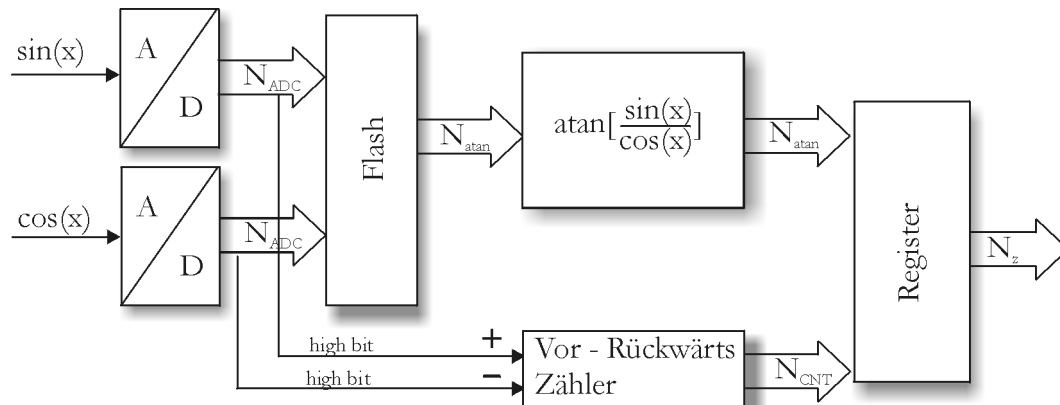 sin(x)
A
D
N_ADC
cos(x)
A
D
N_ADC
Flash
N_atan
atan[sin(x)/cos(x)]
N_atan
Register
N_z
high bit
+
high bit
−
Vor - Rückwärts
Zähler
N_CNT